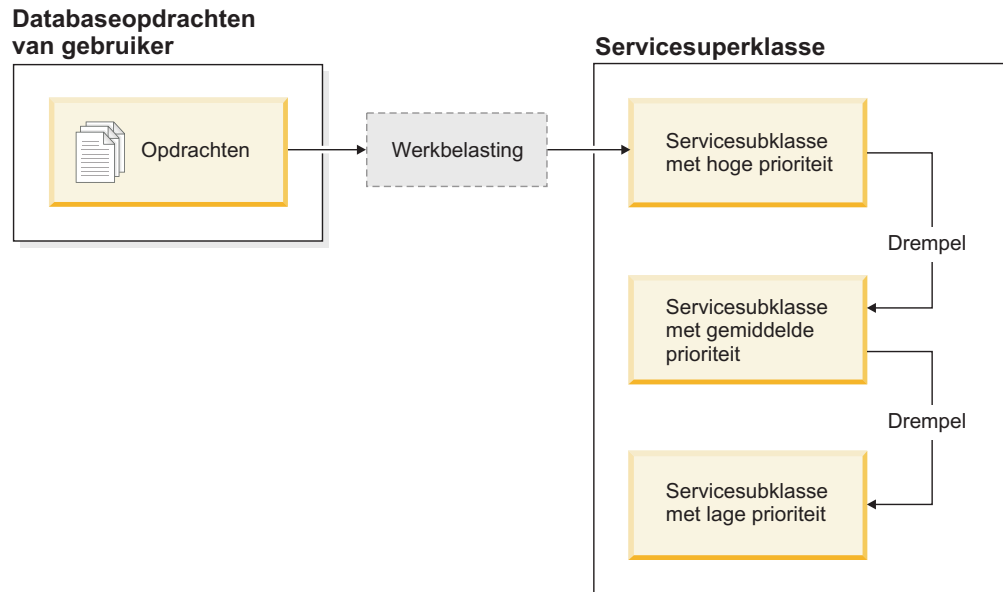 Databaseopdrachten
van gebruiker
Opdrachten
Werkbelasting
Servicesuperklasse
Servicesubklasse
met hoge prioriteit
Drempel
Servicesubklasse
met gemiddelde
prioriteit
Drempel
Servicesubklasse
met lage prioriteit